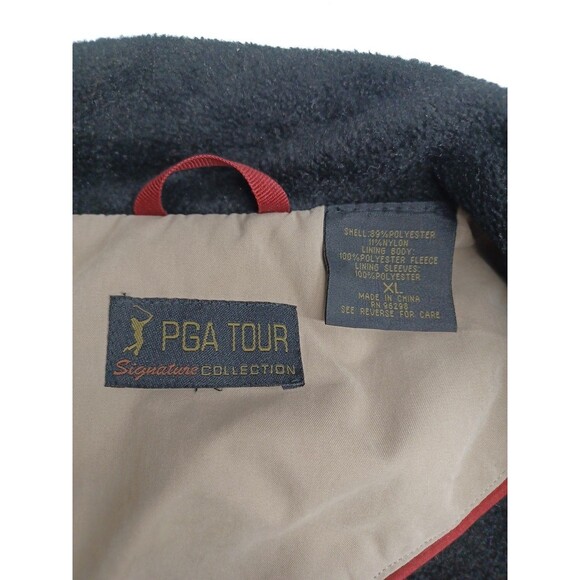 PGA TOUR
Signature COLLECTION
SHELL: 89%POLYESTER
11%NYLON
LINING BODY:
100%POLYESTER FLEECE
LINING SLEEVES:
100%POLYESTER
XL
MADE IN CHINA
RN 96298
SEE REVERSE FOR CARE